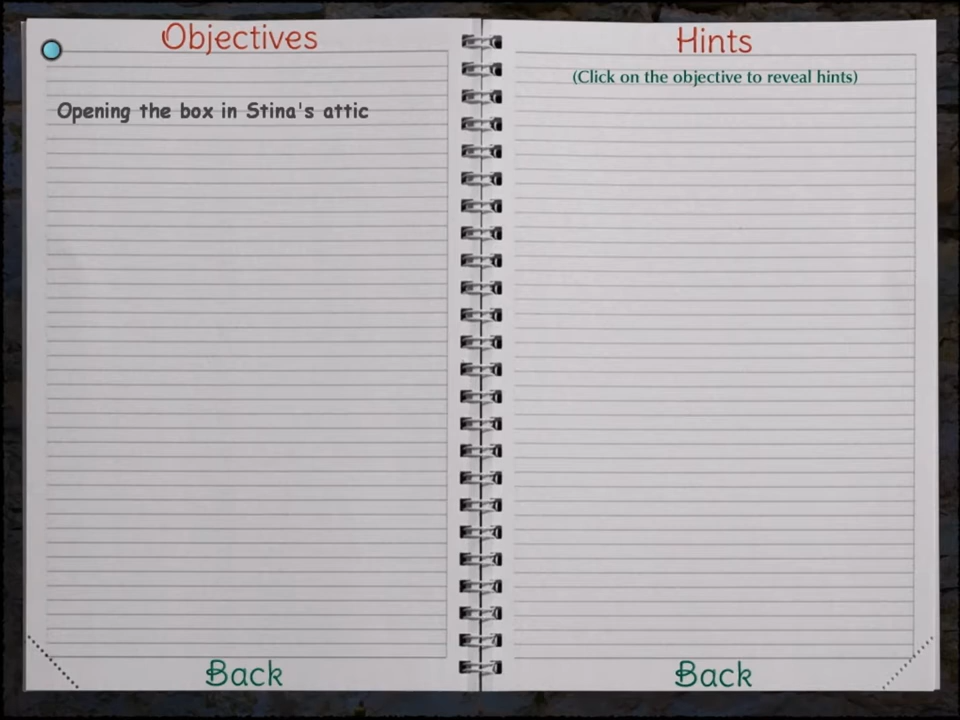 Objectives
Opening the box in Stina's attic
Back
Hints
(Click on the objective to reveal hints)
Back